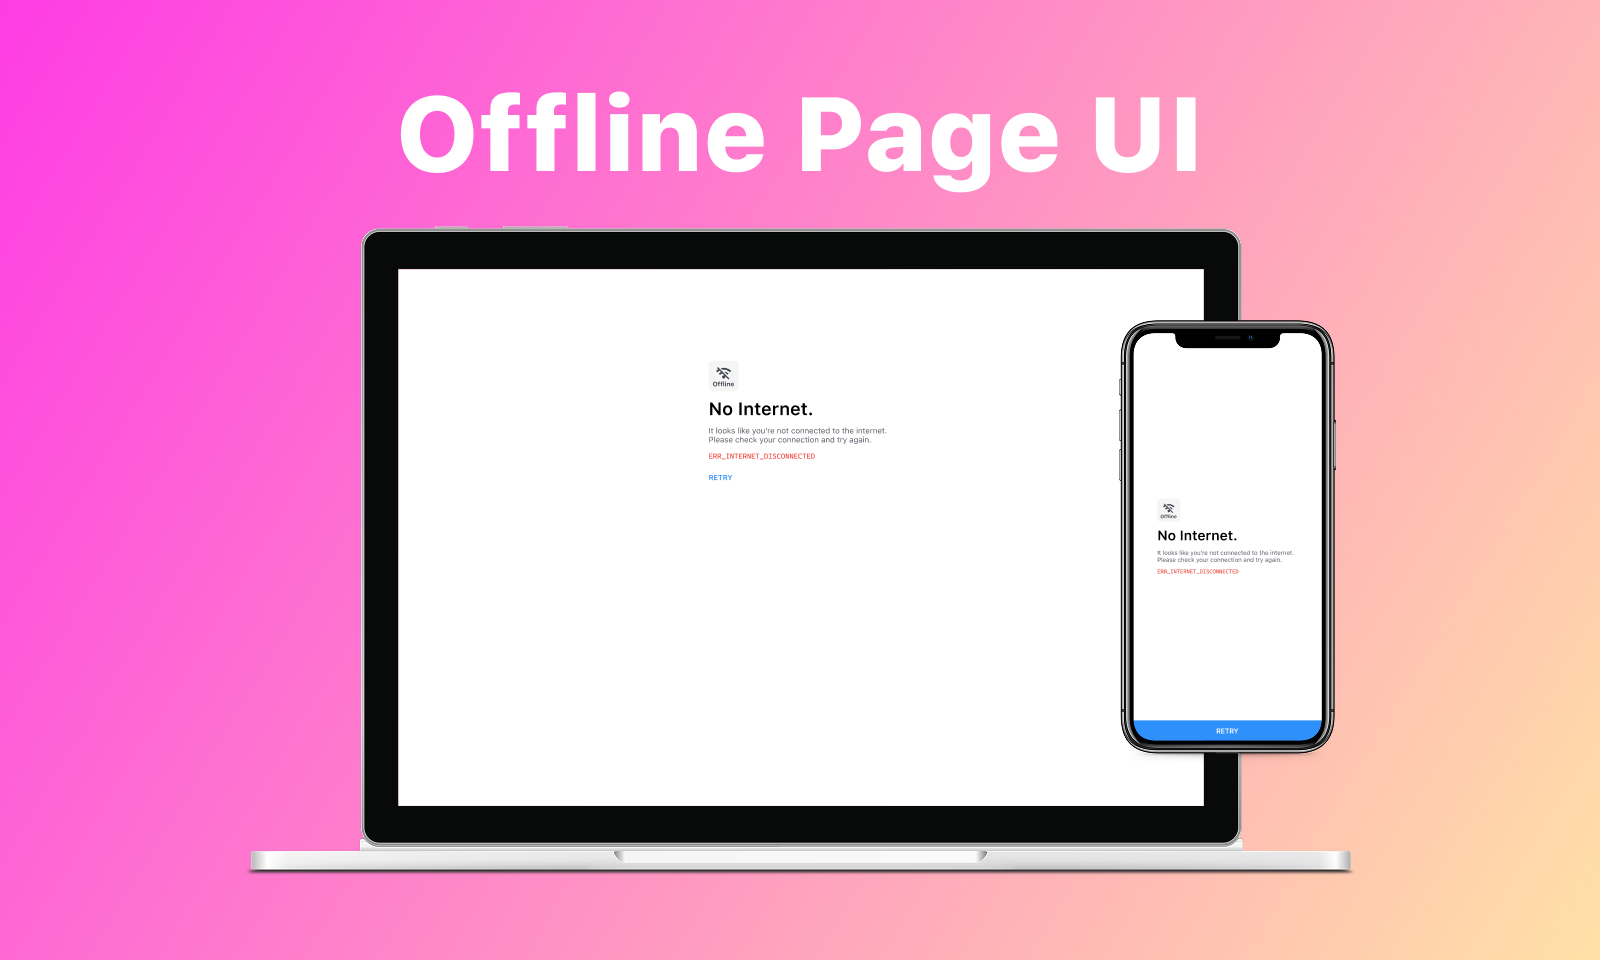 Offline Page UI
Offline
No Internet.
It looks like you're not connected to the internet.
Please check your connection and try again.
ERR_INTERNET_DISCONNECTED
RETRY
Offline
No Internet.
It looks like you're not connected to the internet.
Please check your connection and try again.
ERR_INTERNET_DISCONNECTED
RETRY